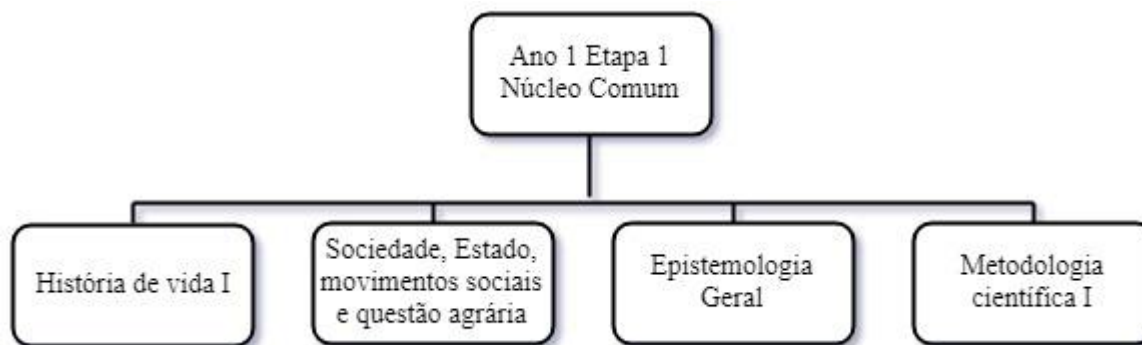 Ano 1 Etapa 1
Núcleo Comum
História de vida I
Sociedade, Estado,
movimentos sociais
e questão agrária
Epistemologia
Geral
Metodologia
científica I